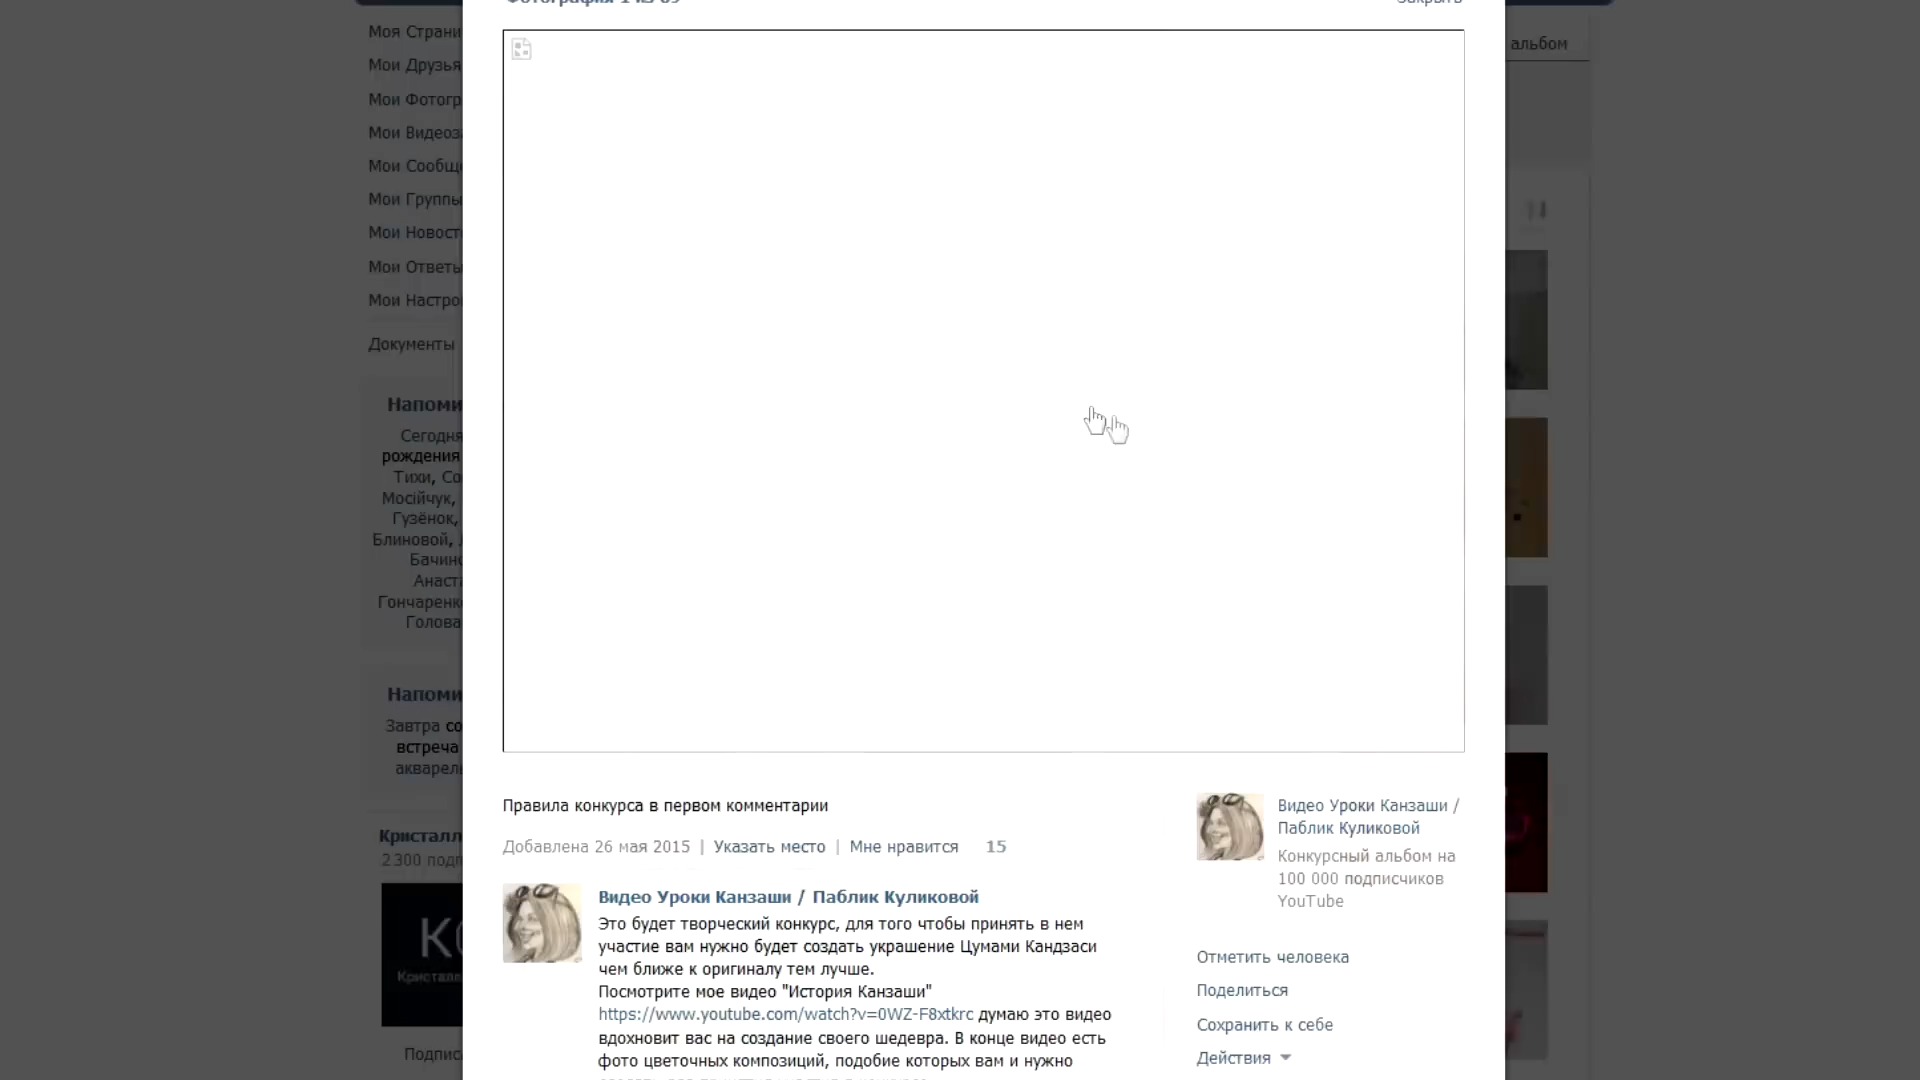 Закрыть
Моя Страни
Мои Друзья
Мои Фотогр
Мои Видеоз
Мои Сообщ
Мои Группы
Мои Новост
Мои Ответы
Мои Настро
Документы
Напоми
Сегодня
рождения
Тихи, Со
Мосійчук,
Гузёнок,
Блиновой,
Бачинс
Анаста
Гончаренк
Голова
Напоми
Завтра со
встреча
акварел
Кристалл
2 300 подп
Кристалл
Подпис
альбом
Правила конкурса в первом комментарии
Добавлена 26 мая 2015 | Указать место | Мне нравится 15
Видео Уроки Канзаши / Паблик Куликовой
Это будет творческий конкурс, для того чтобы принять в нем
участие вам нужно будет создать украшение Цумами Кандзаси
чем ближе к оригиналу тем лучше.
Посмотрите мое видео "История Канзаши"
https://www.youtube.com/watch?v=0WZ-F8xtkrc думаю это видео
вдохновит вас на создание своего шедевра. В конце видео есть
фото цветочных композиций, подобие которых вам и нужно
Видео Уроки Канзаши /
Паблик Куликовой
Конкурсный альбом на
100 000 подписчиков
YouTube
Отметить человека
Поделиться
Сохранить к себе
Действия